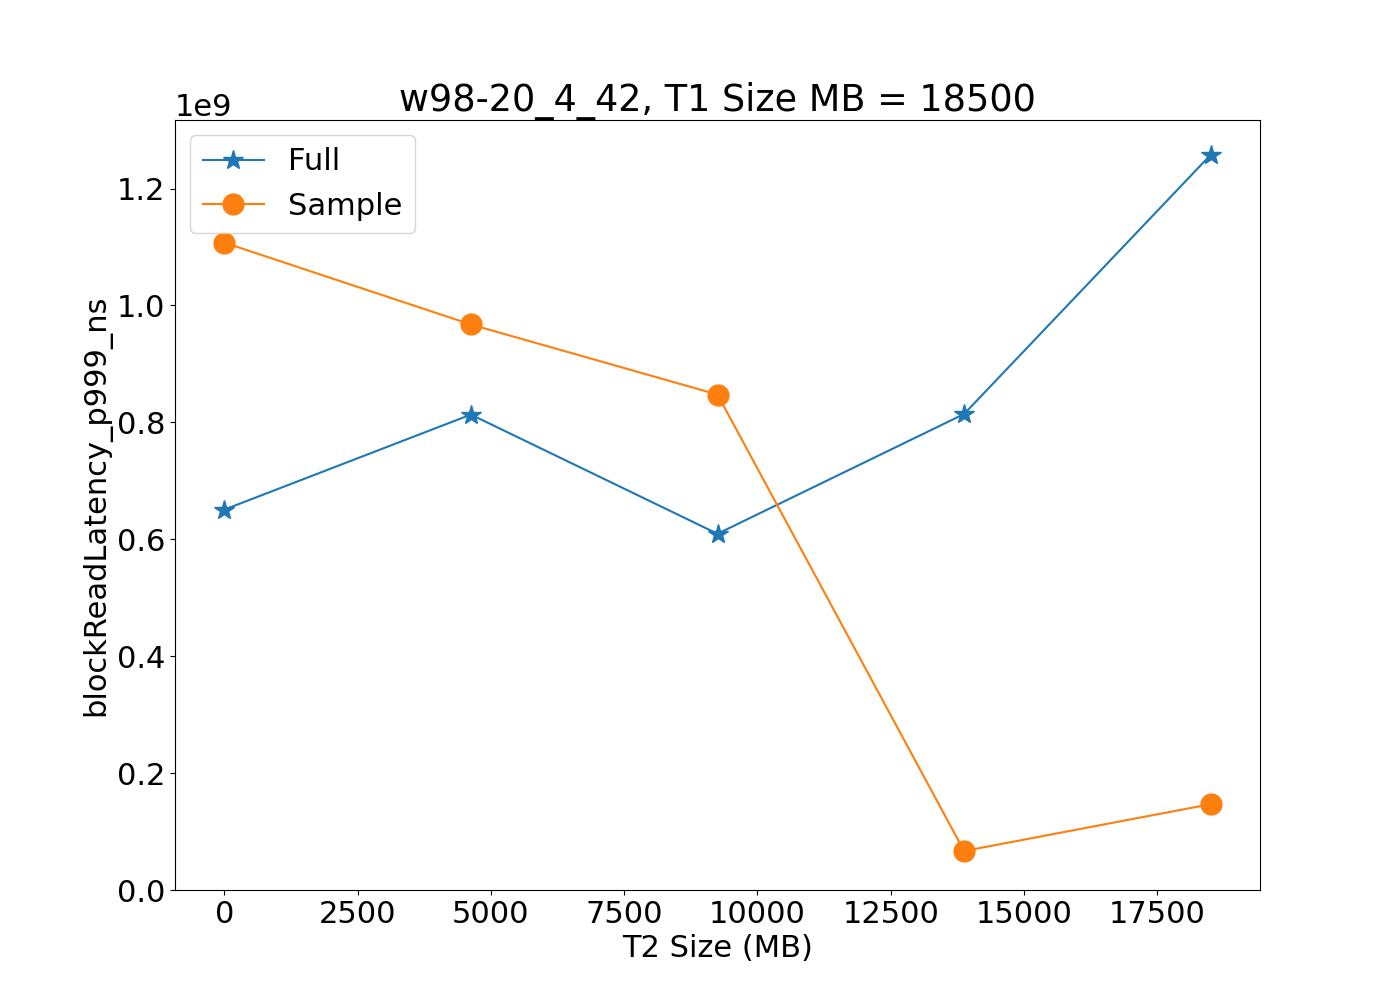 w98-20_4_42, T1 Size MB = 18500
1e9
Full
Sample
1.2
1.0
0.8
0.6
0.4
0.2
0.0
blockReadLatency_p999_ns
0 2500 5000 7500 10000 12500 15000 17500
T2 Size (MB)